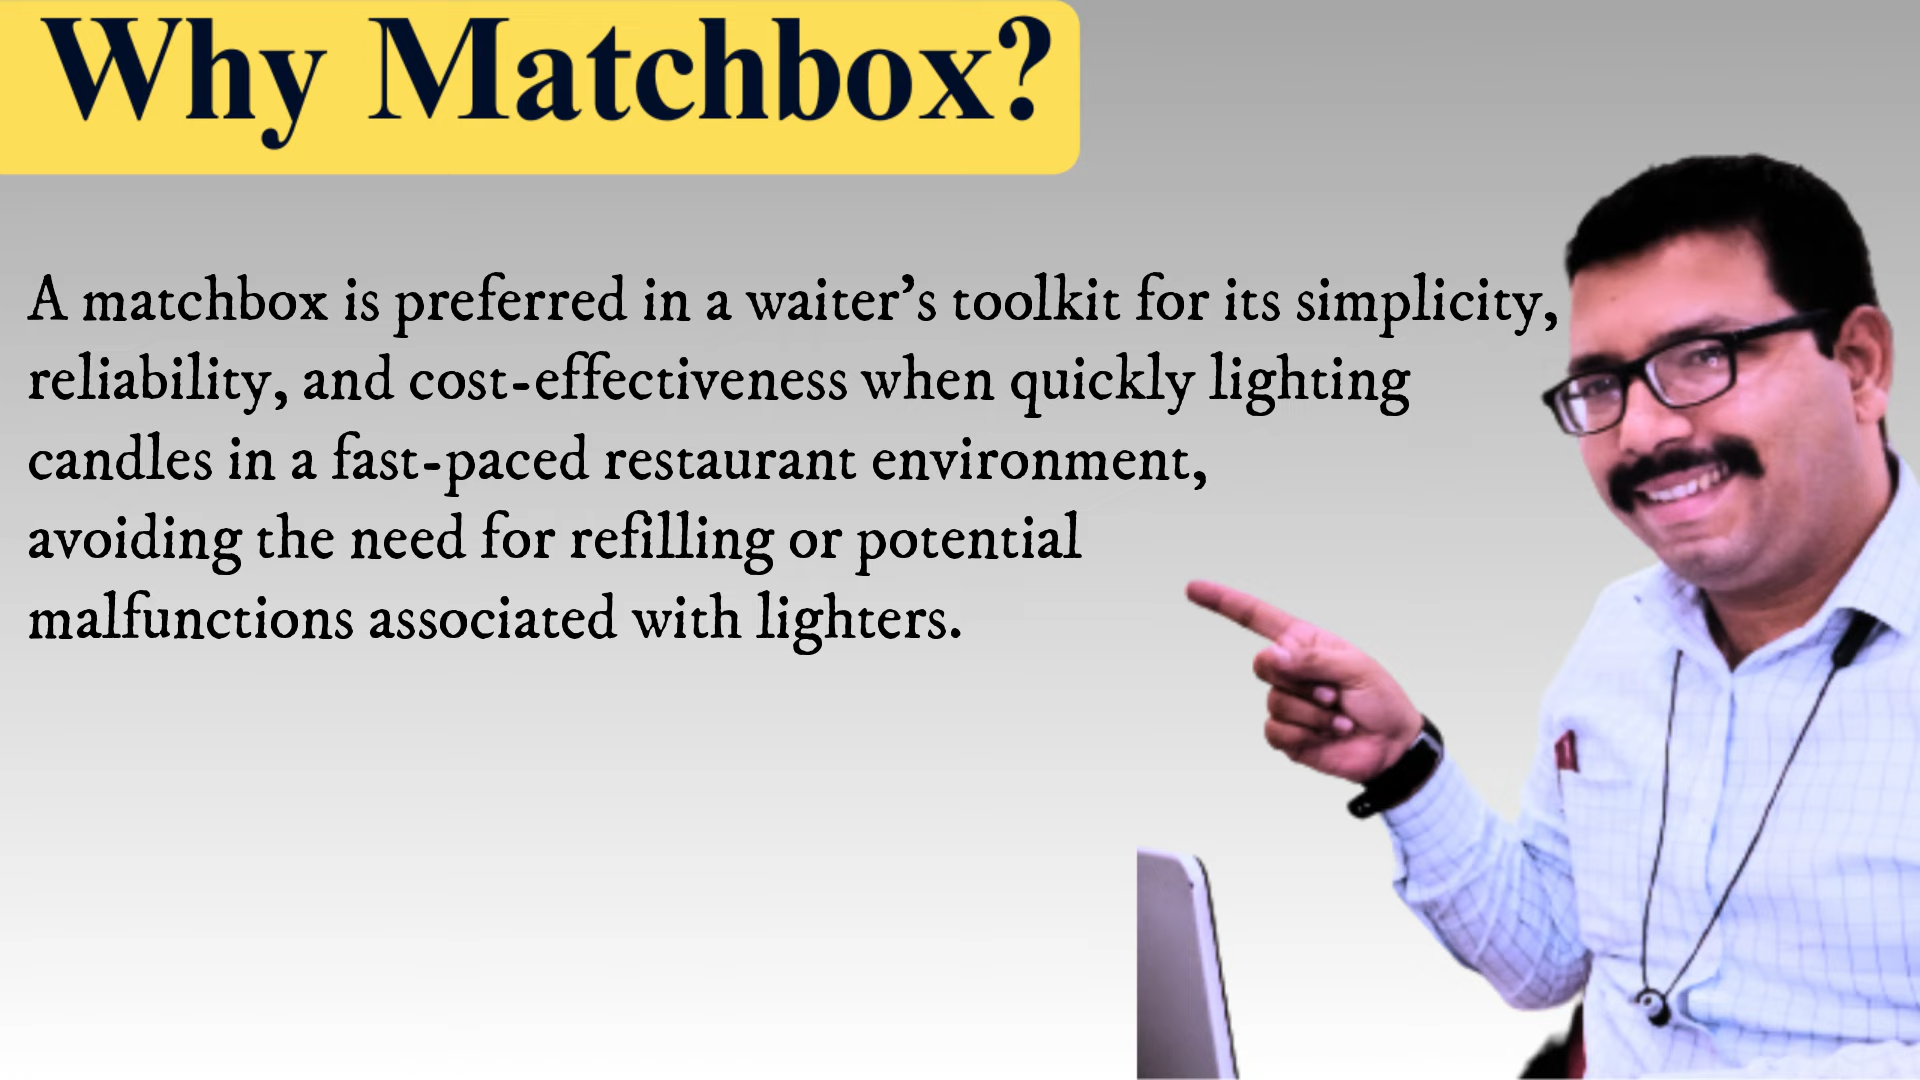 Why Matchbox?
A matchbox is preferred in a waiter’s toolkit for its simplicity,
reliability, and cost-effectiveness when quickly lighting
candles in a fast-paced restaurant environment,
avoiding the need for refilling or potential
malfunctions associated with lighters.